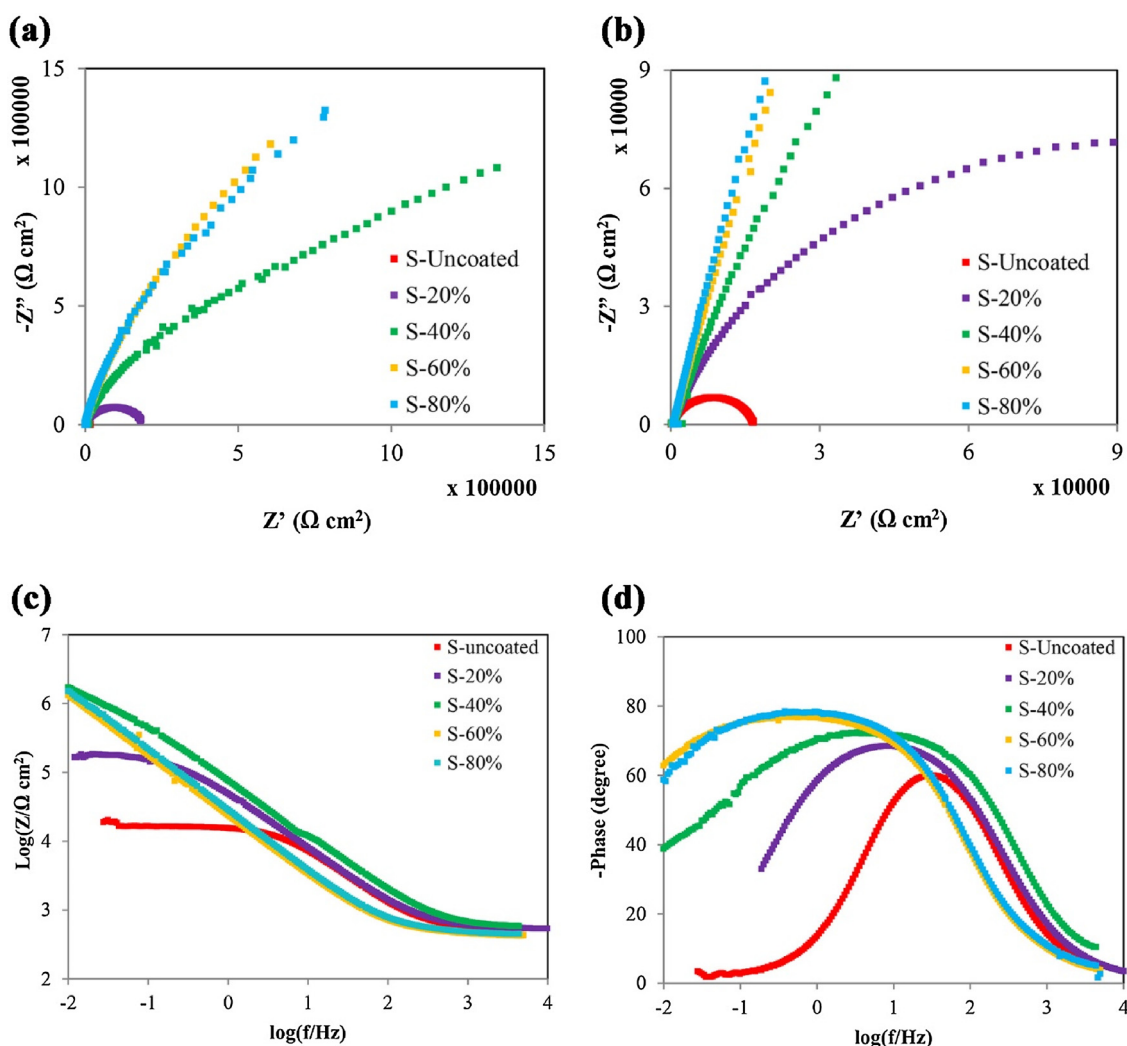 (a)
15
10
5
0
x 100000
-Z" (Ω cm²)
S-Uncoated
S-20%
S-40%
S-60%
S-80%
0 5 10 15
x 100000
Z' (Ω cm²)
(b)
9
6
3
0
x 10000
-Z" (Ω cm²)
S-Uncoated
S-20%
S-40%
S-60%
S-80%
0 3 6 9
x 10000
Z' (Ω cm²)
(c)
7
6
5
4
3
2
Log(Z/Ω cm²)
S-uncoated
S-20%
S-40%
S-60%
S-80%
-2 -1 0 1 2 3 4
log(f/Hz)
(d)
100
80
60
40
20
0
-Phase (degree)
S-Uncoated
S-20%
S-40%
S-60%
S-80%
-2 -1 0 1 2 3 4
log(f/Hz)